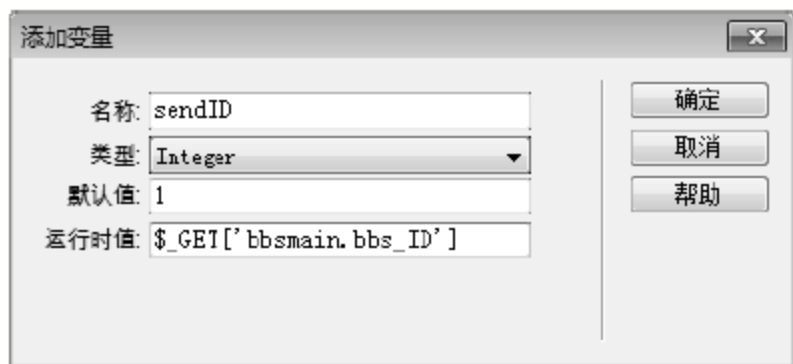 添加变量
名称: sendID
类型: Integer
默认值: 1
运行时值: $_GET['bbsmain.bbs_ID']
确定
取消
帮助